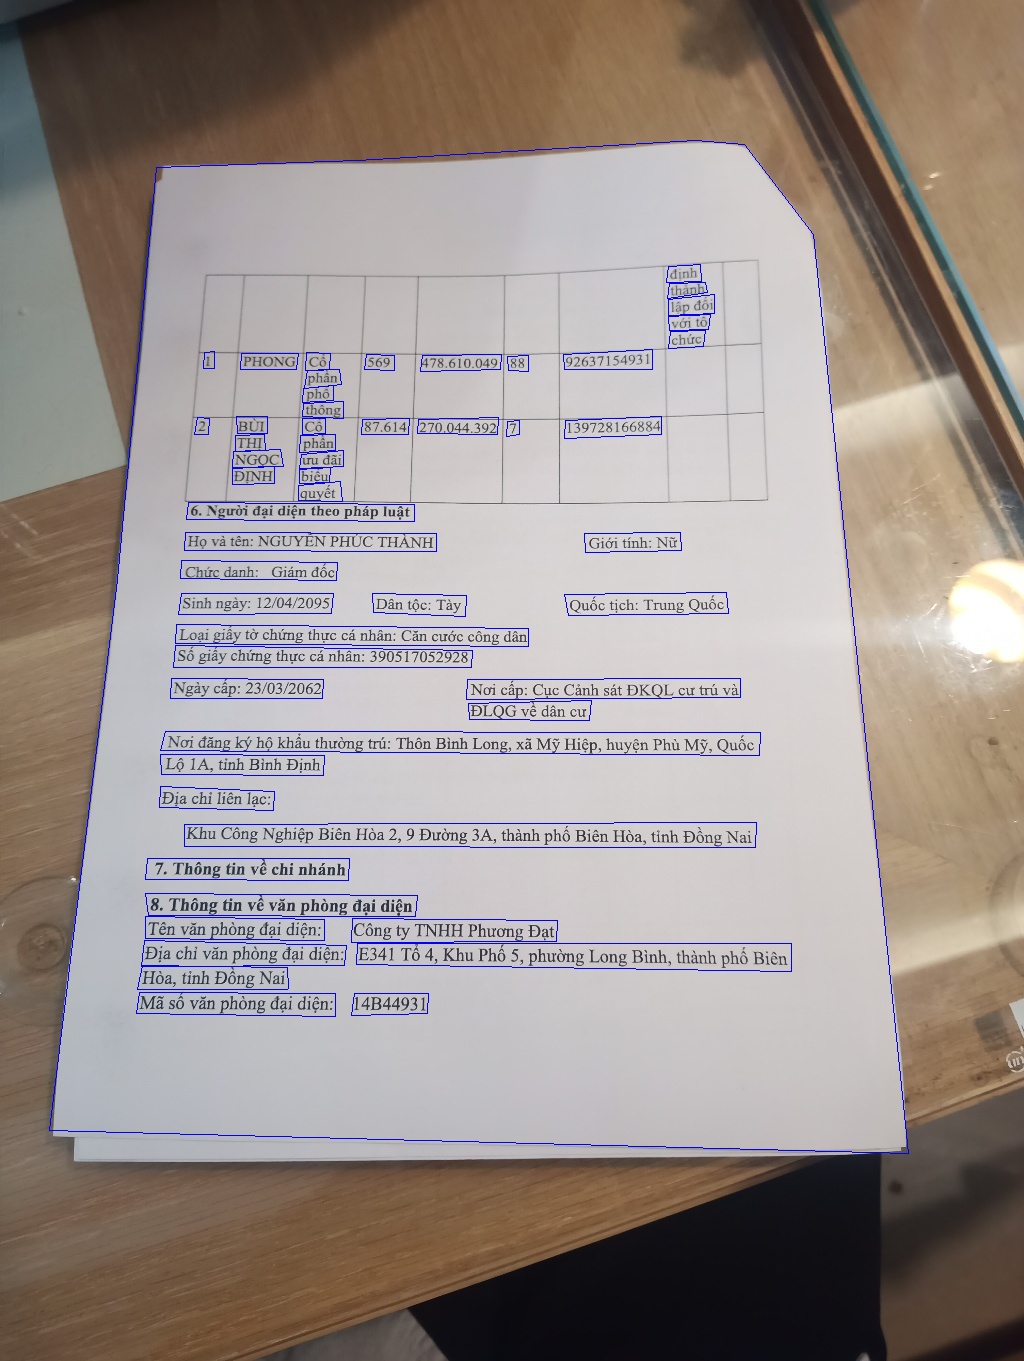 định
thành
lập đối
với tổ
chức
1 PHONG Cổ 569 478.610.049 88 92637154931
phần
phổ
thông
2 BÙI Cổ 87.614 270.044.392 7 139728166884
THỊ phần
NGỌC ưu đãi
ĐỊNH biểu
quyết
6. Người đại diện theo pháp luật
Họ và tên: NGUYỄN PHÚC THÀNH Giới tính: Nữ
Chức danh: Giám đốc
Sinh ngày: 12/04/2095 Dân tộc: Tày Quốc tịch: Trung Quốc
Loại giấy tờ chứng thực cá nhân: Căn cước công dân
Số giấy chứng thực cá nhân: 390517052928
Ngày cấp: 23/03/2062 Nơi cấp: Cục Cảnh sát ĐKQL cư trú và
ĐLQG về dân cư
Nơi đăng ký hộ khẩu thường trú: Thôn Bình Long, xã Mỹ Hiệp, huyện Phù Mỹ, Quốc
Lộ 1A, tỉnh Bình Định
Địa chỉ liên lạc:
Khu Công Nghiệp Biên Hòa 2, 9 Đường 3A, thành phố Biên Hòa, tỉnh Đồng Nai
7. Thông tin về chi nhánh
8. Thông tin về văn phòng đại diện
Tên văn phòng đại diện: Công ty TNHH Phương Đạt
Địa chỉ văn phòng đại diện: E341 Tổ 4, Khu Phố 5, phường Long Bình, thành phố Biên
Hòa, tỉnh Đồng Nai
Mã số văn phòng đại diện: 14B44931